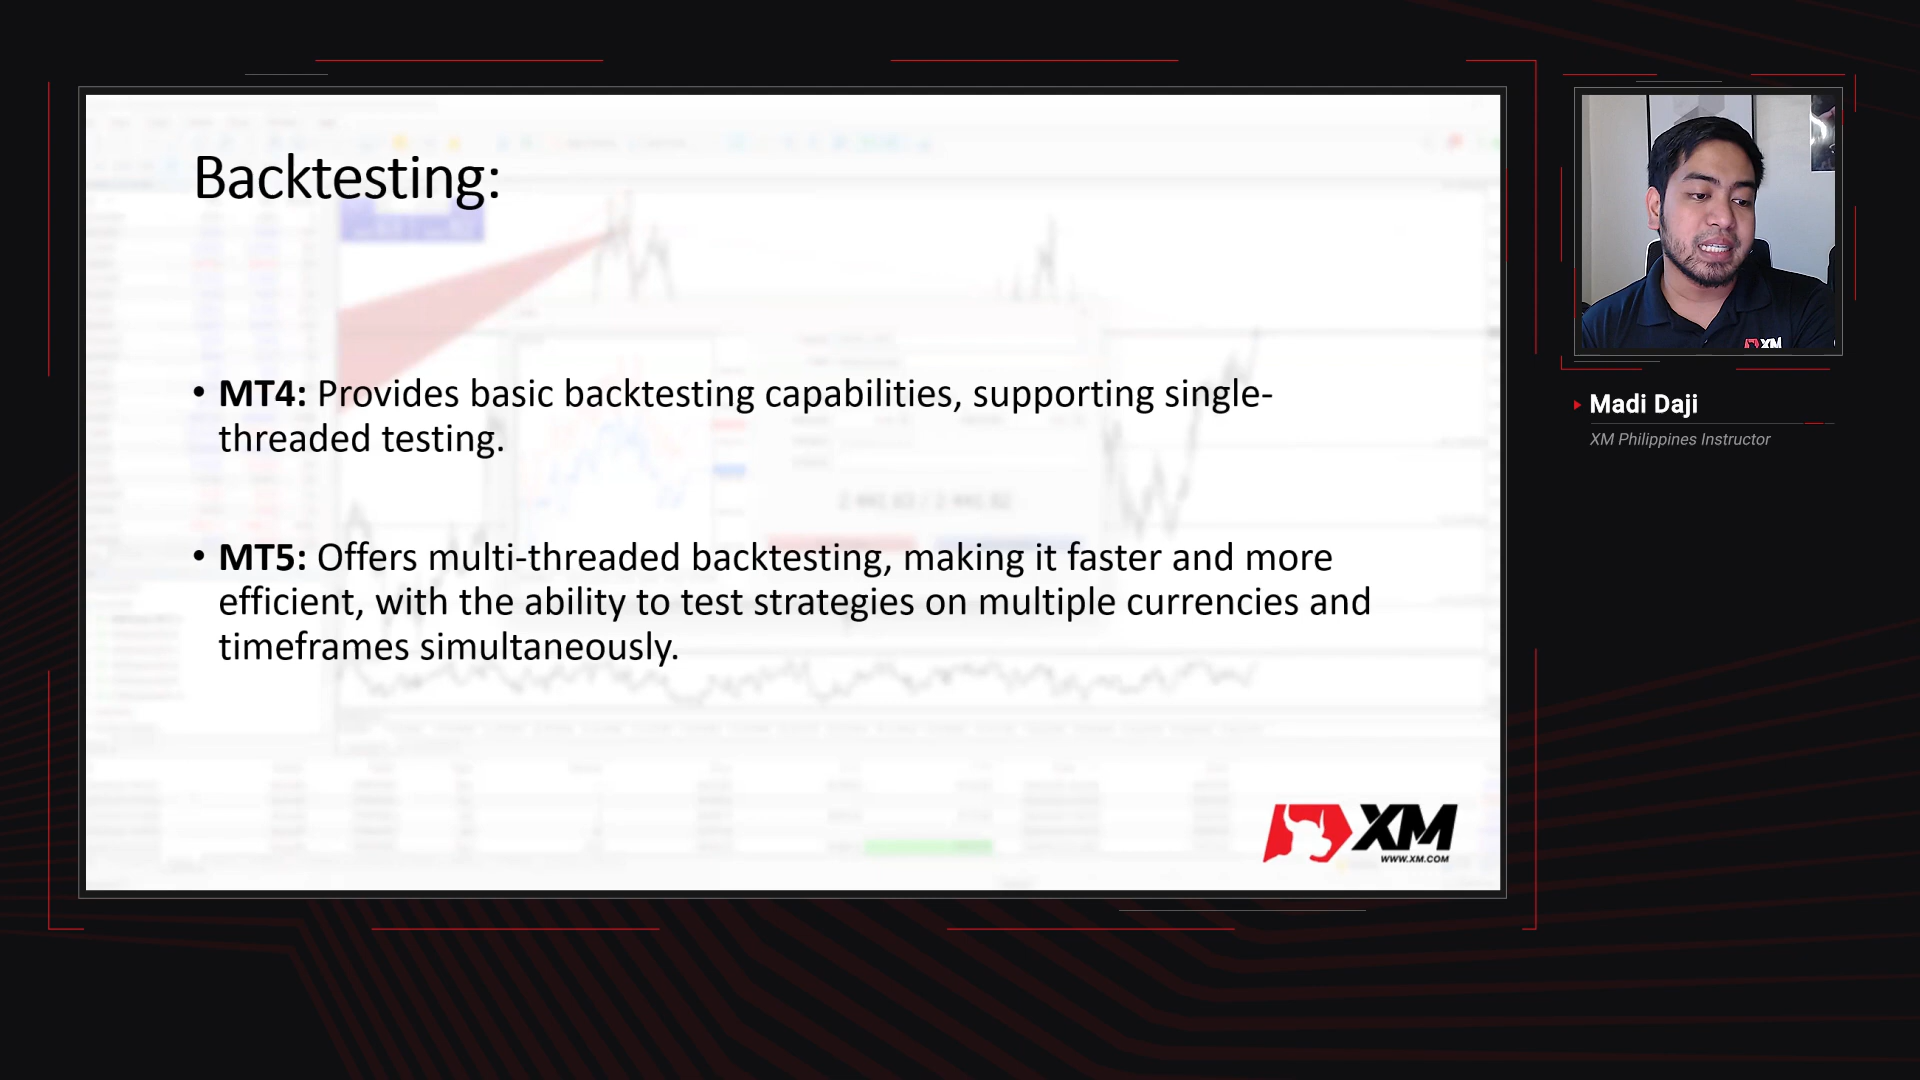 Backtesting:
• MT4: Provides basic backtesting capabilities, supporting single-
threaded testing.
• MT5: Offers multi-threaded backtesting, making it faster and more
efficient, with the ability to test strategies on multiple currencies and
timeframes simultaneously.
XM
WWW.XM.COM
XM
Madi Daji
XM Philippines Instructor